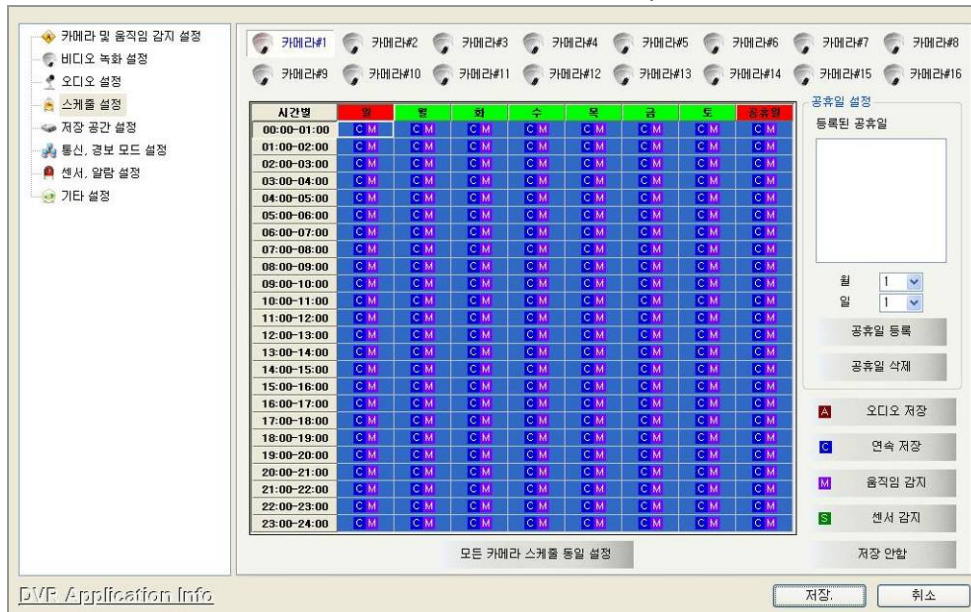 카메라 및 움직임 감지 설정
비디오 녹화 설정
오디오 설정
스케줄 설정
저장 공간 설정
통신, 경보 모드 설정
센서, 알람 설정
기타 설정
카메라#1 카메라#2 카메라#3 카메라#4 카메라#5 카메라#6 카메라#7 카메라#8
카메라#9 카메라#10 카메라#11 카메라#12 카메라#13 카메라#14 카메라#15 카메라#16
시간별 일 월 화 수 목 금 토 공휴일
00:00-01:00 C M C M C M C M C M C M C M C M
01:00-02:00 C M C M C M C M C M C M C M C M
02:00-03:00 C M C M C M C M C M C M C M C M
03:00-04:00 C M C M C M C M C M C M C M C M
04:00-05:00 C M C M C M C M C M C M C M C M
05:00-06:00 C M C M C M C M C M C M C M C M
06:00-07:00 C M C M C M C M C M C M C M C M
07:00-08:00 C M C M C M C M C M C M C M C M
08:00-09:00 C M C M C M C M C M C M C M C M
09:00-10:00 C M C M C M C M C M C M C M C M
10:00-11:00 C M C M C M C M C M C M C M C M
11:00-12:00 C M C M C M C M C M C M C M C M
12:00-13:00 C M C M C M C M C M C M C M C M
13:00-14:00 C M C M C M C M C M C M C M C M
14:00-15:00 C M C M C M C M C M C M C M C M
15:00-16:00 C M C M C M C M C M C M C M C M
16:00-17:00 C M C M C M C M C M C M C M C M
17:00-18:00 C M C M C M C M C M C M C M C M
18:00-19:00 C M C M C M C M C M C M C M C M
19:00-20:00 C M C M C M C M C M C M C M C M
20:00-21:00 C M C M C M C M C M C M C M C M
21:00-22:00 C M C M C M C M C M C M C M C M
22:00-23:00 C M C M C M C M C M C M C M C M
23:00-24:00 C M C M C M C M C M C M C M C M
모든 카메라 스케줄 동일 설정
공휴일 설정
등록된 공휴일
월 1
일 1
공휴일 등록
공휴일 삭제
A 오디오 저장
C 연속 저장
M 움직임 감지
S 센서 감지
저장 안함
DVR Application Info
저장.
취소